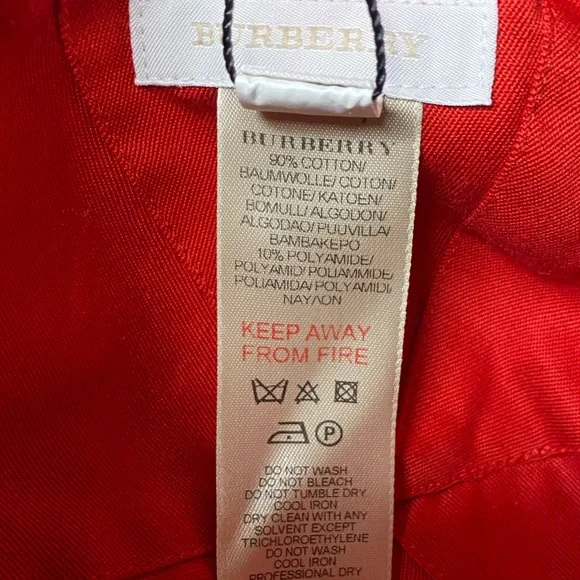 BURBERRY
BURBERRY
90% COTTON/
BAUMWOLLE/ COTON/
COTONE/ KATOEN/
BOMULL/ ALGODON/
ALGODAO/ PUUVILLA/
BAMBAKEPO
10% POLYAMIDE/
POLYAMID/ POLIAMMIDE/
POLIAMIDA/ POLYAMIDI/
NAYΛON
KEEP AWAY
FROM FIRE
P
DO NOT WASH
DO NOT BLEACH
DO NOT TUMBLE DRY
COOL IRON
DRY CLEAN WITH ANY
SOLVENT EXCEPT
TRICHLOROETHYLENE
DO NOT WASH
COOL IRON
PROFESSIONAL DRY